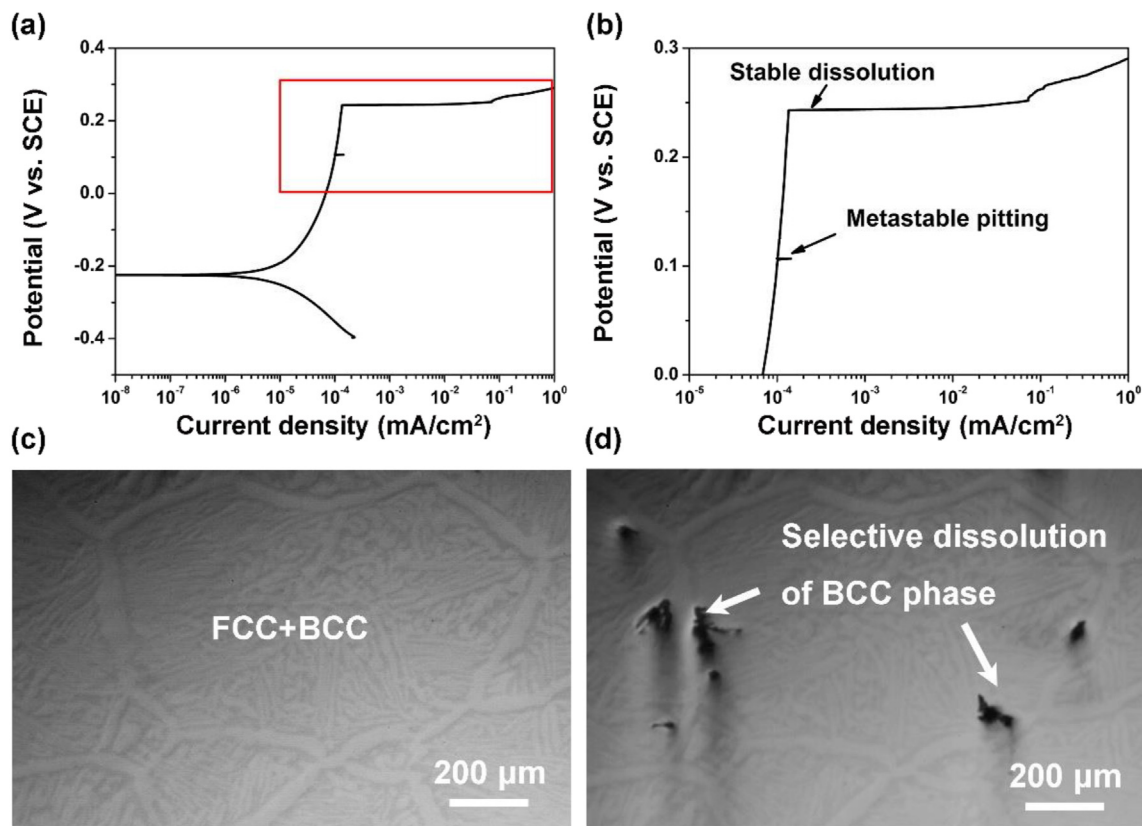 (a)
0.4
0.2
0.0
-0.2
-0.4
Potential (V vs. SCE)
10⁻⁸ 10⁻⁷ 10⁻⁶ 10⁻⁵ 10⁻⁴ 10⁻³ 10⁻² 10⁻¹ 10⁰
Current density (mA/cm²)
(b)
0.3
0.2
0.1
0.0
Potential (V vs. SCE)
Stable dissolution
Metastable pitting
10⁻⁵ 10⁻⁴ 10⁻³ 10⁻² 10⁻¹ 10⁰
Current density (mA/cm²)
(c)
FCC+BCC
200 µm
(d)
Selective dissolution
of BCC phase
200 µm